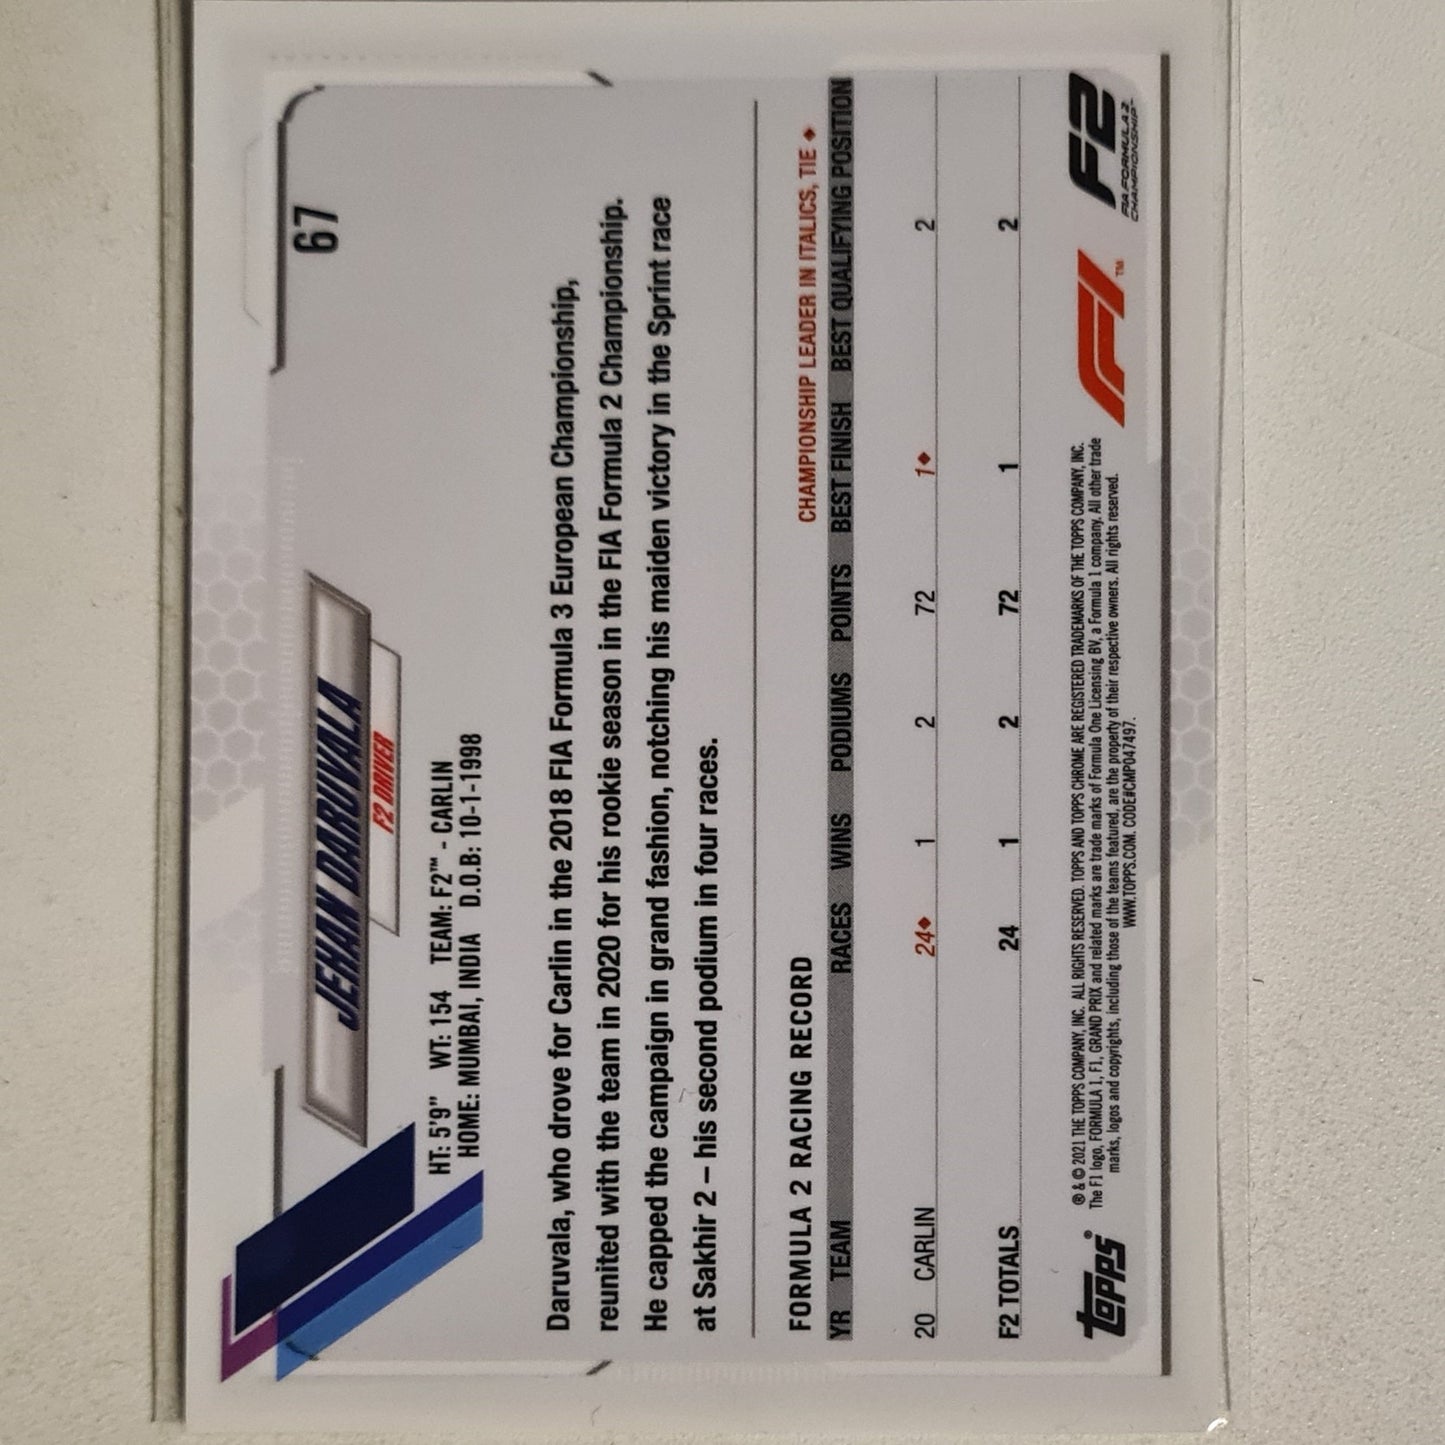 67
JEHAN DARUVALA
F2 DRIVER
HT: 5'9" WT: 154 TEAM: F2™ - CARLIN
HOME: MUMBAI, INDIA D.O.B: 10-1-1998
Daruvala, who drove for Carlin in the 2018 FIA Formula 3 European Championship,
reunited with the team in 2020 for his rookie season in the FIA Formula 2 Championship.
He capped the campaign in grand fashion, notching his maiden victory in the Sprint race
at Sakhir 2 – his second podium in four races.
FORMULA 2 RACING RECORD
CHAMPIONSHIP LEADER IN ITALICS, TIE ♦
YR TEAM RACES WINS PODIUMS POINTS BEST FINISH BEST QUALIFYING POSITION
20 CARLIN 24♦ 1 2 72 1♦ 2
F2 TOTALS 24 1 2 72 1 2
topps®
® & © 2021 THE TOPPS COMPANY, INC. ALL RIGHTS RESERVED. TOPPS AND TOPPS CHROME ARE REGISTERED TRADEMARKS OF THE TOPPS COMPANY, INC.
The F1 logo, FORMULA 1, F1, GRAND PRIX and related marks are trade marks of Formula One Licensing BV, a Formula 1 company. All other trade
marks, logos and copyrights, including those of the teams featured, are the property of their respective owners. All rights reserved.
WWW.TOPPS.COM. CODE#CMP047497.
F1™
F2
FIA FORMULA 2
CHAMPIONSHIP™